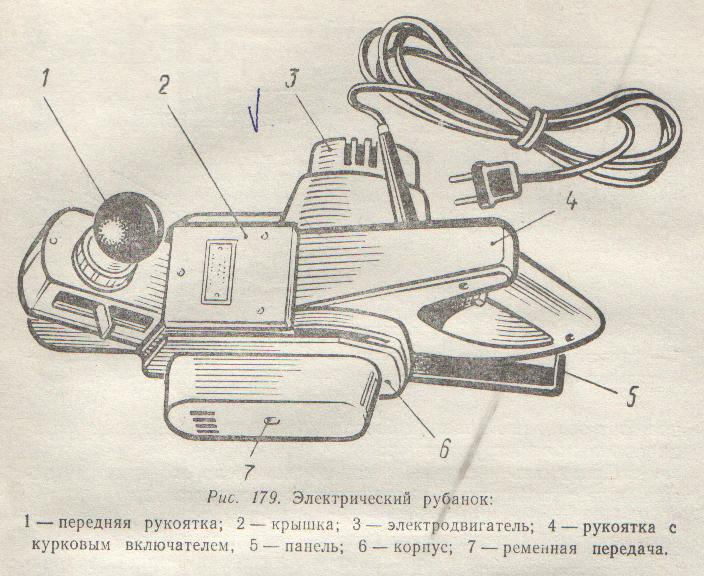 1
2
3
4
5
6
7
Рис. 179. Электрический рубанок:
1 — передняя рукоятка; 2 — крышка; 3 — электродвигатель; 4 — рукоятка с
курковым включателем, 5 — панель; 6 — корпус; 7 — ременная передача.